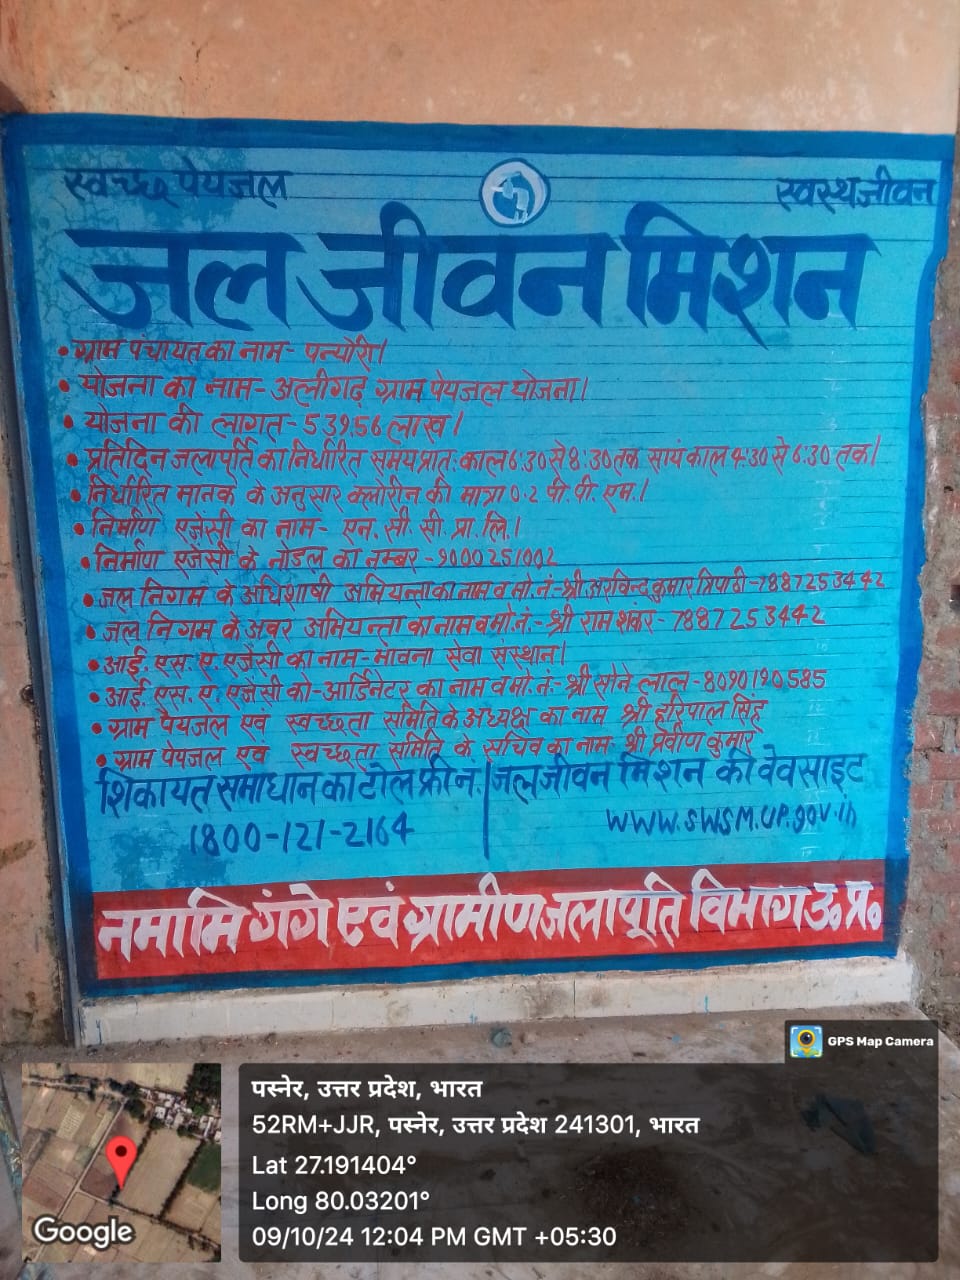 स्वच्छ पेयजल
स्वस्थ जीवन
जल जीवन मिशन
• ग्राम पंचायत का नाम- पन्योरी।
• योजना का नाम- अलीगढ़ ग्राम पेयजल योजना।
• योजना की लागत- 539.56 लाख।
• प्रतिदिन जलापूर्ति का निर्धारित समय प्रात: काल 6:30 से 8:30 तक सायं काल 4:30 से 6:30 तक।
• निर्धारित मानक के अनुसार क्लोरीन की मात्रा 0.2 पी. पी. एम.।
• निर्माण एजेंसी का नाम- एन. सी. सी. प्रा. लि.।
• निर्माण एजेंसी के नोडल का नम्बर - 9000251002
• जल निगम के अधिशाषी अभियन्ता का नाम व मो. नं.- श्री अरविन्द कुमार त्रिपाठी - 7887253442
• जल निगम के अवर अभियन्ता का नाम व मो. नं.- श्री राम शंकर- 7887253442
• आई. एस. ए. एजेंसी का नाम- भावना सेवा संस्थान।
• आई. एस. ए. एजेंसी को-आर्डिनेटर का नाम व मो. नं.- श्री सोने लाल - 8090190585
• ग्राम पेयजल एवं स्वच्छता समिति के अध्यक्ष का नाम श्री हरिपाल सिंह
• ग्राम पेयजल एवं स्वच्छता समिति के सचिव का नाम श्री प्रवीण कुमार
शिकायत समाधान का टोल फ्री नं.
1800-121-2164
जल जीवन मिशन की वेवसाइट
WWW.SWSM.UP.gov.in
नमामि गंगे एवं ग्रामीण जलापूर्ति विभाग उ० प्र०
GPS Map Camera
पस्नेर, उत्तर प्रदेश, भारत
52RM+JJR, पस्नेर, उत्तर प्रदेश 241301, भारत
Lat 27.191404°
Long 80.03201°
09/10/24 12:04 PM GMT +05:30
Google